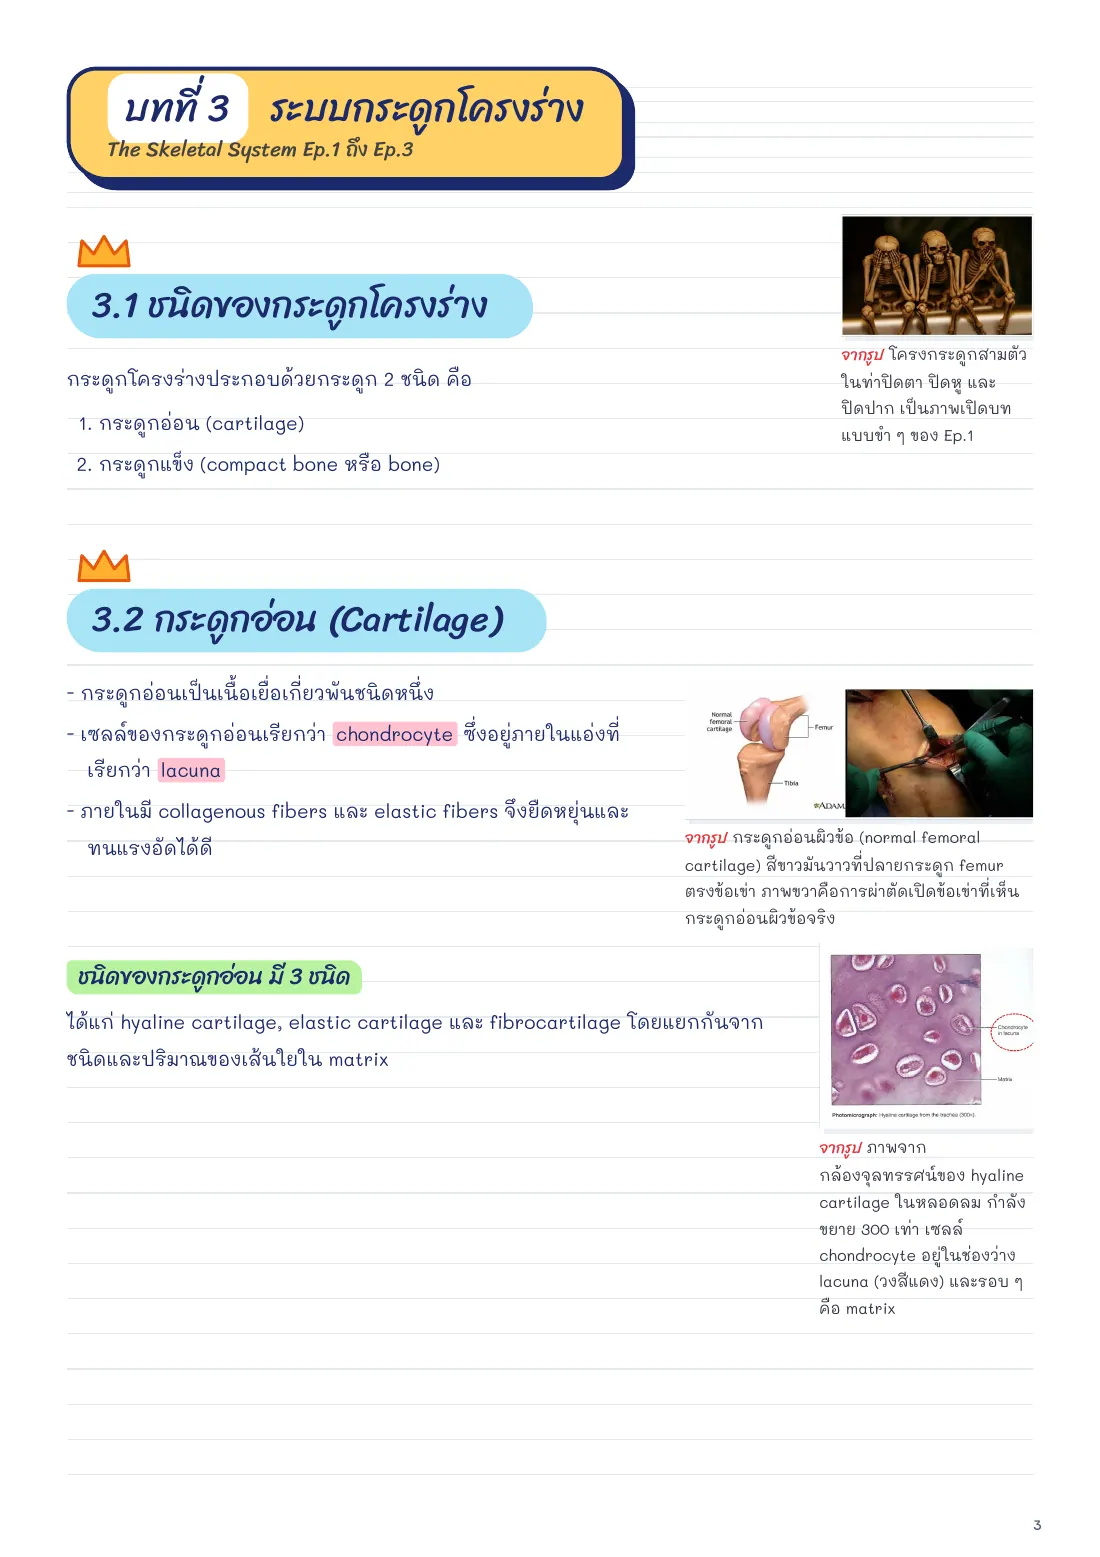 บทที่ 3 ระบบกระดูกโครงร่าง
The Skeletal System Ep.1 ถึง Ep.3
3.1 ชนิดของกระดูกโครงร่าง
กระดูกโครงร่างประกอบด้วยกระดูก 2 ชนิด คือ
1. กระดูกอ่อน (cartilage)
2. กระดูกแข็ง (compact bone หรือ bone)
จากรูป โครงกระดูกสามตัว
ในท่าปิดตา ปิดหู และ
ปิดปาก เป็นภาพเปิดบท
แบบขำ ๆ ของ Ep.1
3.2 กระดูกอ่อน (Cartilage)
- กระดูกอ่อนเป็นเนื้อเยื่อเกี่ยวพันชนิดหนึ่ง
- เซลล์ของกระดูกอ่อนเรียกว่า chondrocyte ซึ่งอยู่ภายในแอ่งที่
เรียกว่า lacuna
- ภายในมี collagenous fibers และ elastic fibers จึงยืดหยุ่นและ
ทนแรงอัดได้ดี
Normal
femoral
cartilage
Femur
Tibia
ADAM
จากรูป กระดูกอ่อนผิวข้อ (normal femoral
cartilage) สีขาวมันวาวที่ปลายกระดูก femur
ตรงข้อเข่า ภาพขวาคือการผ่าตัดเปิดข้อเข่าที่เห็น
กระดูกอ่อนผิวข้อจริง
ชนิดของกระดูกอ่อน มี 3 ชนิด
ได้แก่ hyaline cartilage, elastic cartilage และ fibrocartilage โดยแยกกันจาก
ชนิดและปริมาณของเส้นใยใน matrix
Chondrocyte
in lacuna
Matrix
Photomicrograph: Hyaline cartilage from the trachea (300×).
จากรูป ภาพจาก
กล้องจุลทรรศน์ของ hyaline
cartilage ในหลอดลม กำลัง
ขยาย 300 เท่า เซลล์
chondrocyte อยู่ในช่องว่าง
lacuna (วงสีแดง) และรอบ ๆ
คือ matrix
3